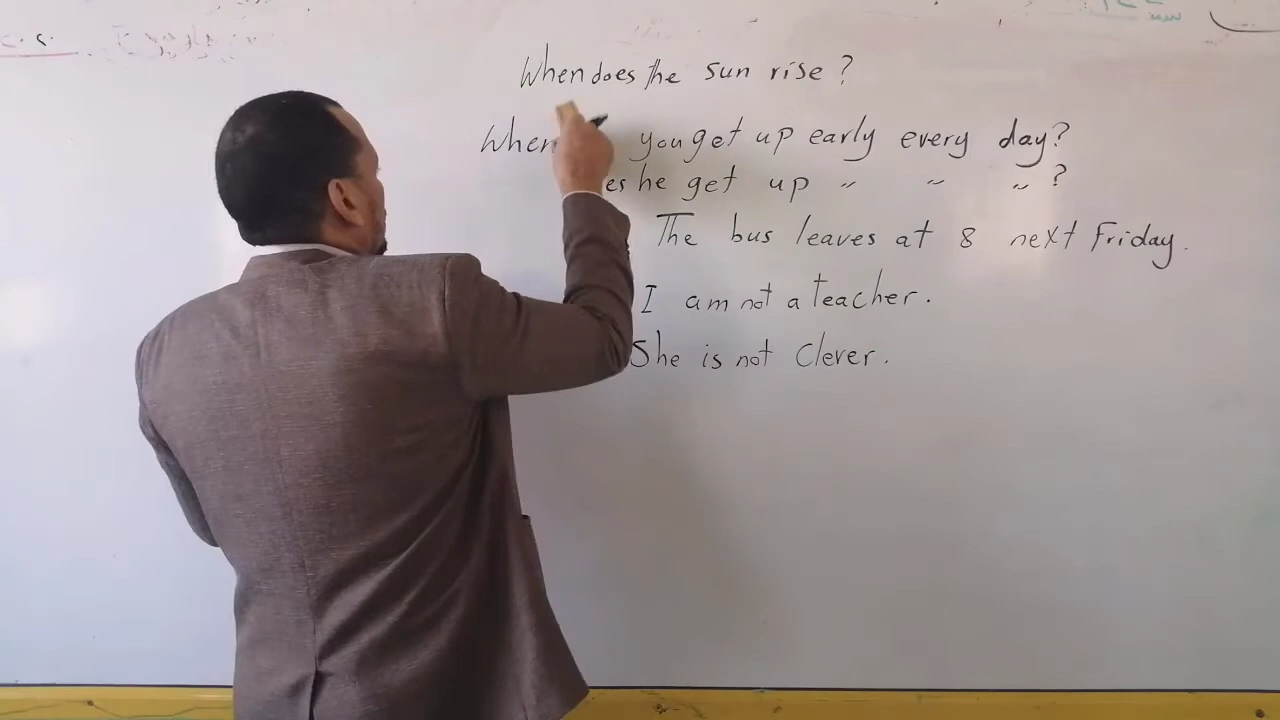 When does the sun rise ?
When you get up early every day?
he get up " " " ?
The bus leaves at 8 next Friday.
I am not a teacher.
She is not Clever.